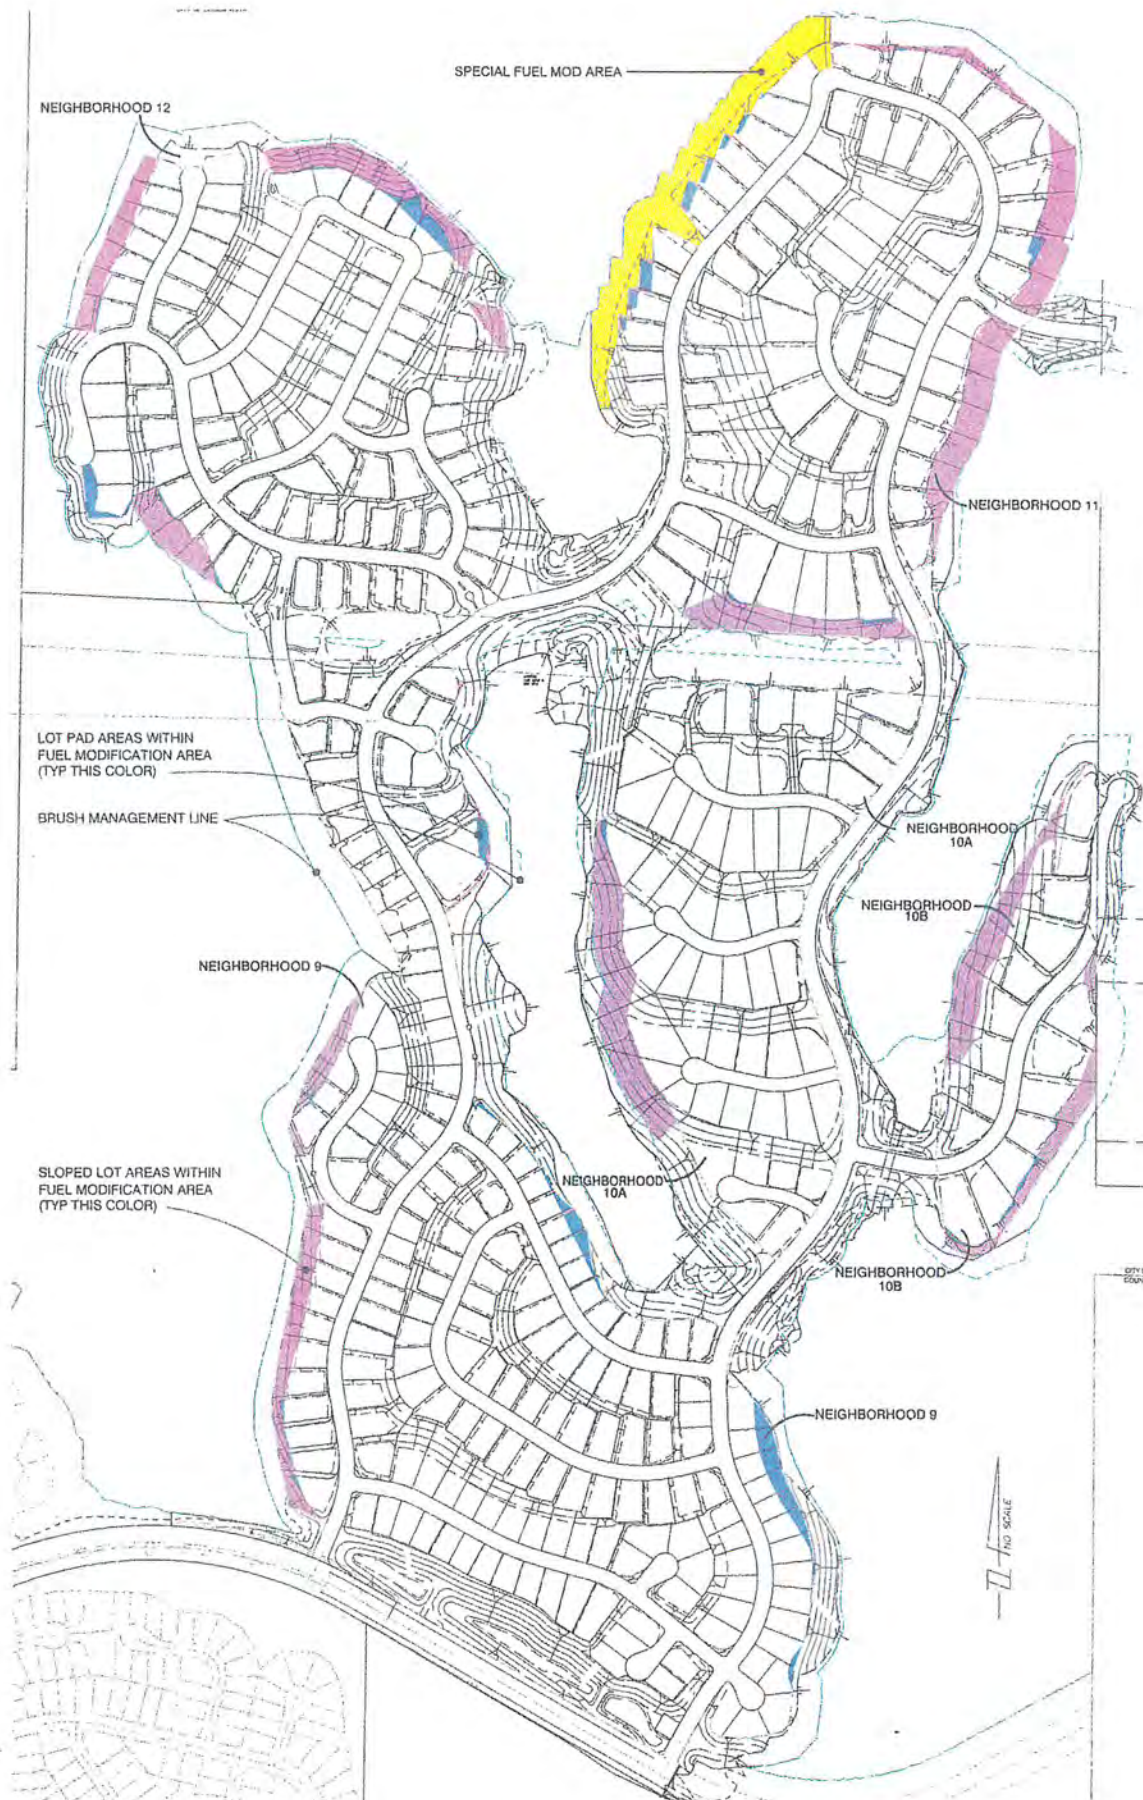 SPECIAL FUEL MOD AREA
NEIGHBORHOOD 12
NEIGHBORHOOD 11
LOT PAD AREAS WITHIN
FUEL MODIFICATION AREA
(TYP THIS COLOR)
BRUSH MANAGEMENT LINE
NEIGHBORHOOD
10A
NEIGHBORHOOD
10B
NEIGHBORHOOD 9
SLOPED LOT AREAS WITHIN
FUEL MODIFICATION AREA
(TYP THIS COLOR)
NEIGHBORHOOD
10A
NEIGHBORHOOD
10B
NEIGHBORHOOD 9
NO SCALE